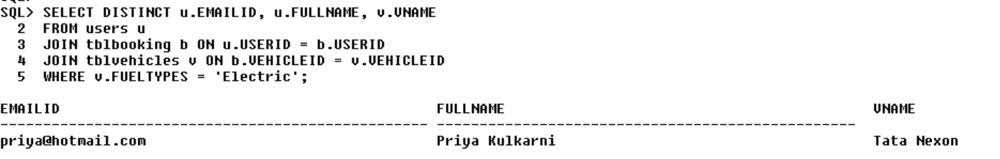 SQL> SELECT DISTINCT u.EMAILID, u.FULLNAME, v.VNAME
2 FROM users u
3 JOIN tblbooking b ON u.USERID = b.USERID
4 JOIN tblvehicles v ON b.VEHICLEID = v.VEHICLEID
5 WHERE v.FUELTYPES = 'Electric';
EMAILID FULLNAME VNAME
-------------------------------------------------- -------------------------------------------------
priya@hotmail.com Priya Kulkarni Tata Nexon